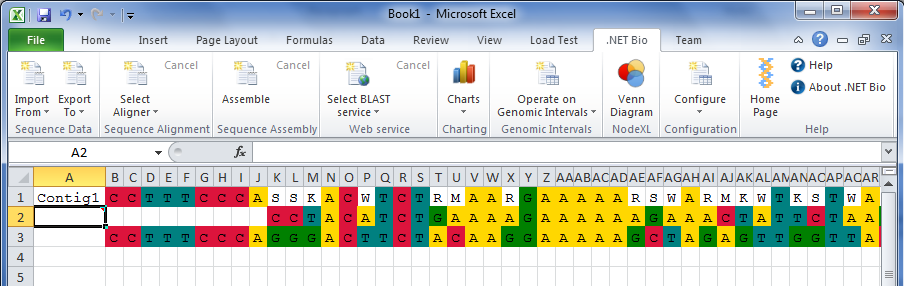 Book1 - Microsoft Excel
File Home Insert Page Layout Formulas Data Review View Load Test .NET Bio Team
Import From Export To Cancel Select Aligner Cancel Assemble Cancel Select BLAST service Charts Operate on Genomic Intervals Venn Diagram Configure Home Page Help About .NET Bio
Sequence Data Sequence Alignment Sequence Assembly Web service Charting Genomic Intervals NodeXL Configuration Help
A2 fx
A B C D E F G H I J K L M N O P Q R S T U V W X Y Z AA AB AC AD AE AF AG AH AI AJ AK AL AM AN AO AP AQ AR
1 Contig1 C C T T T C C C A S S K A C W T C T R M A A R G A A A A A R S W A R M K W T K S T W A
2 C C T A C A T C T G A A A A G A A A A A G A A A C T A T T C T A A
3 C C T T T C C C A G G G A C T T C T A C A A G G A A A A A G C T A G A G T T G G T T A
4
5